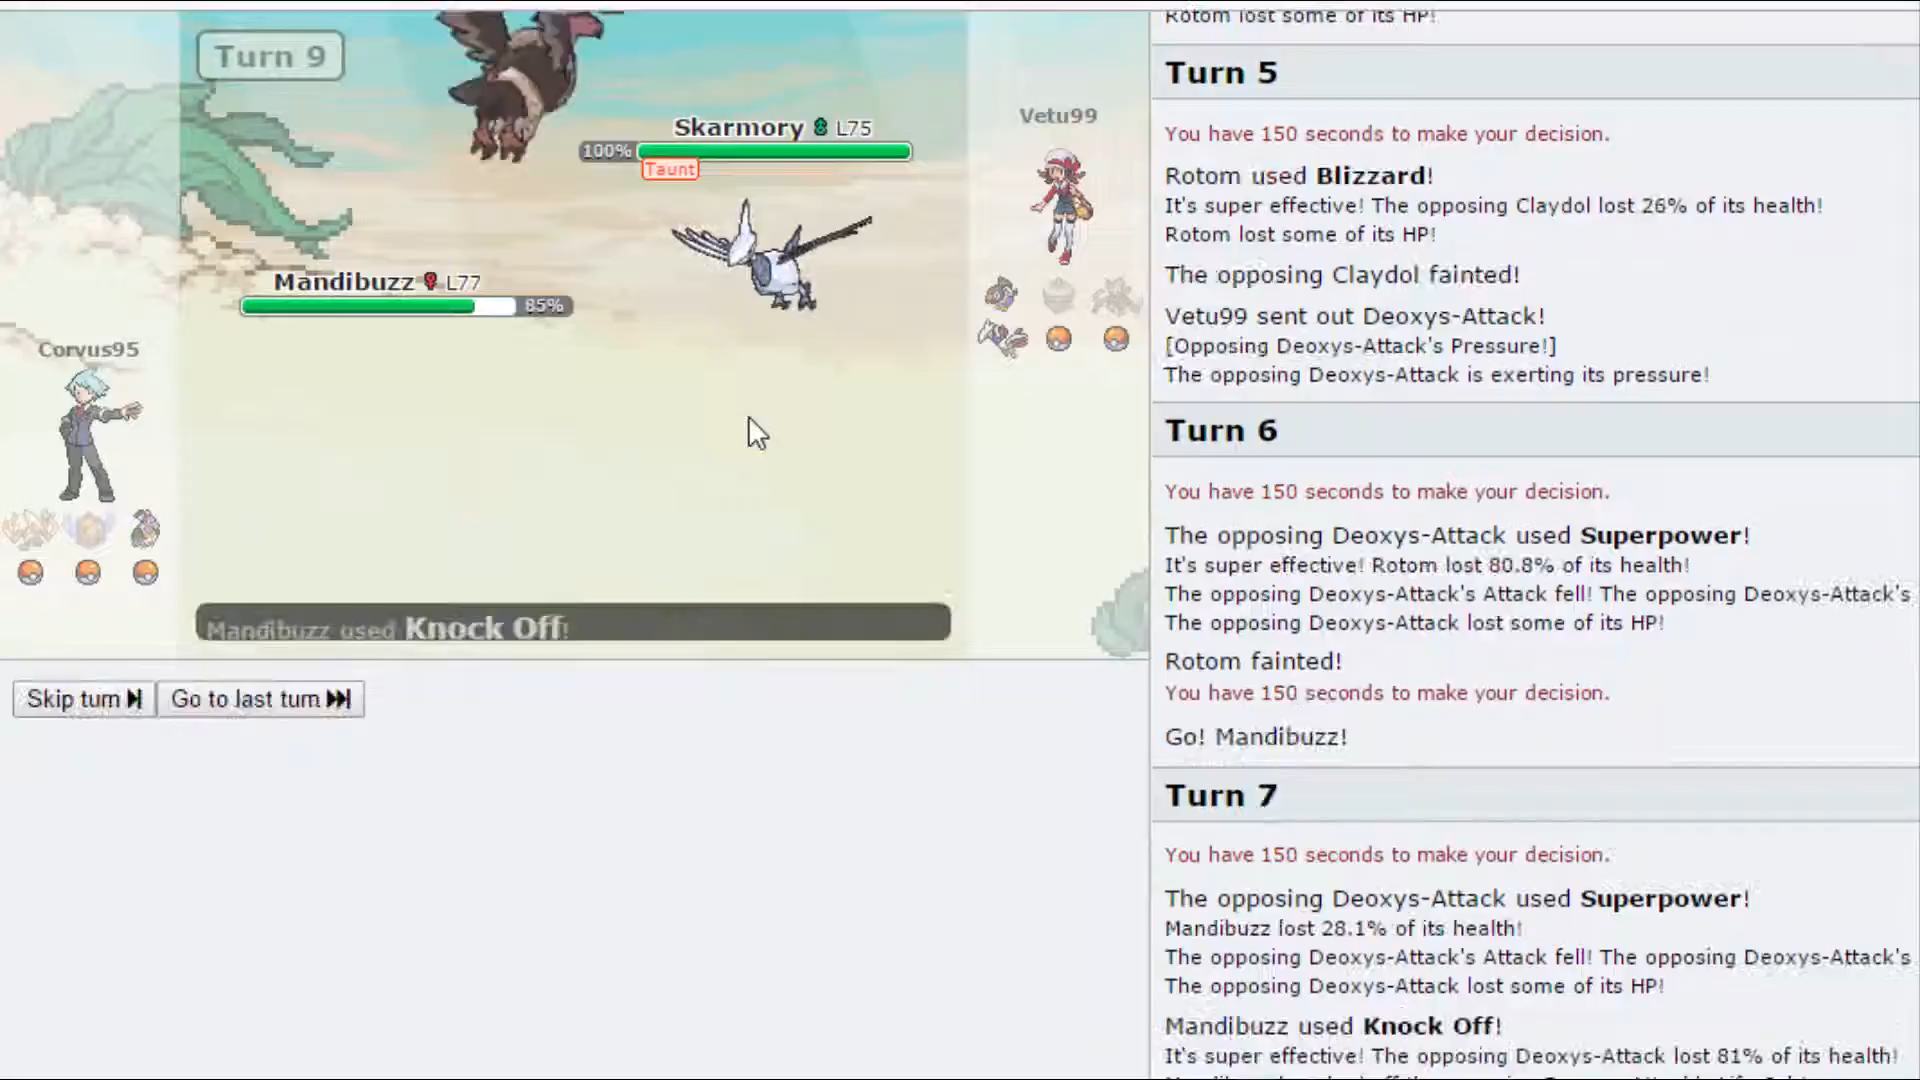 Turn 9
Skarmory L75
100%
Taunt
Vetu99
Mandibuzz L77
85%
Corvus95
Mandibuzz used Knock Off!
Skip turn
Go to last turn
Rotom lost some of its HP!
Turn 5
You have 150 seconds to make your decision.
Rotom used Blizzard!
It's super effective! The opposing Claydol lost 26% of its health!
Rotom lost some of its HP!
The opposing Claydol fainted!
Vetu99 sent out Deoxys-Attack!
[Opposing Deoxys-Attack's Pressure!]
The opposing Deoxys-Attack is exerting its pressure!
Turn 6
You have 150 seconds to make your decision.
The opposing Deoxys-Attack used Superpower!
It's super effective! Rotom lost 80.8% of its health!
The opposing Deoxys-Attack's Attack fell! The opposing Deoxys-Attack's
The opposing Deoxys-Attack lost some of its HP!
Rotom fainted!
You have 150 seconds to make your decision.
Go! Mandibuzz!
Turn 7
You have 150 seconds to make your decision.
The opposing Deoxys-Attack used Superpower!
Mandibuzz lost 28.1% of its health!
The opposing Deoxys-Attack's Attack fell! The opposing Deoxys-Attack's
The opposing Deoxys-Attack lost some of its HP!
Mandibuzz used Knock Off!
It's super effective! The opposing Deoxys-Attack lost 81% of its health!